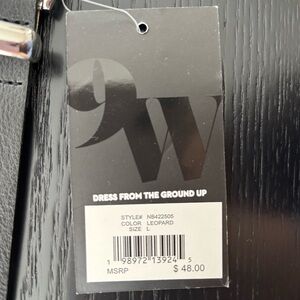 9W
DRESS FROM THE GROUND UP
STYLE# NB422505
COLOR LEOPARD
SIZE L
1 98972 13924 5
MSRP $ 48.00